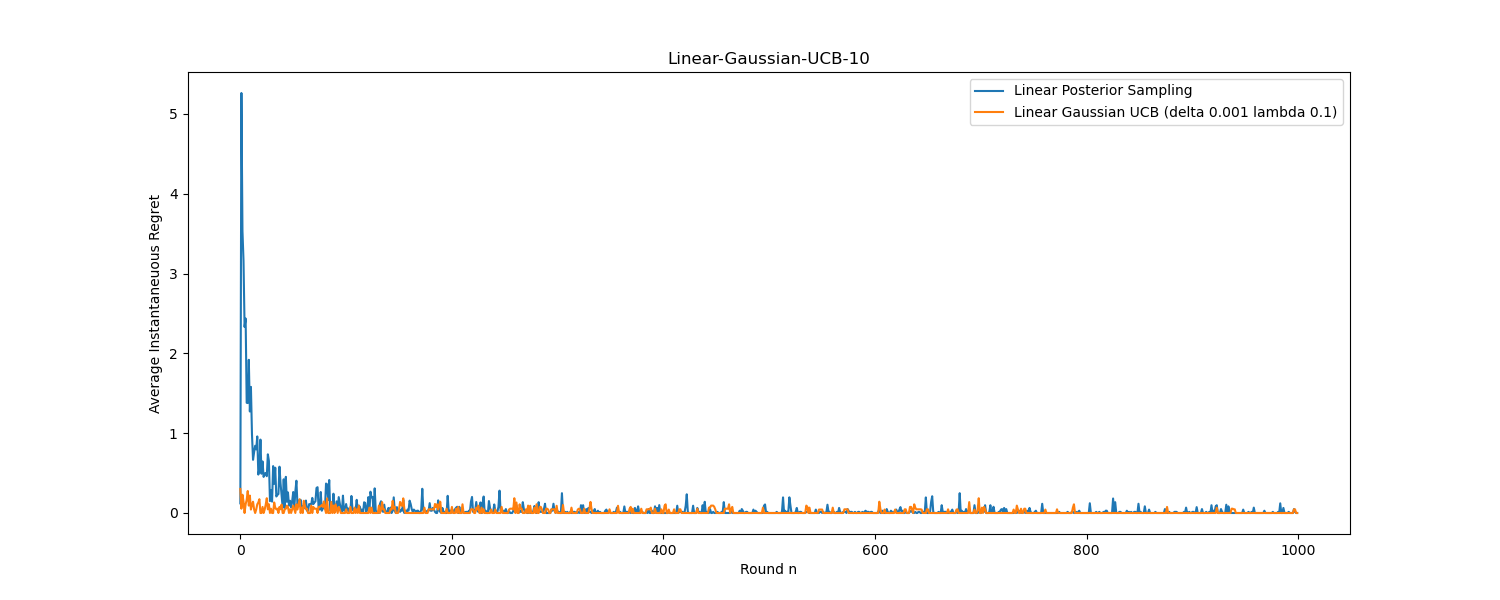 Linear-Gaussian-UCB-10
Linear Posterior Sampling
Linear Gaussian UCB (delta 0.001 lambda 0.1)
Average Instantaneuous Regret
5
4
3
2
1
0
0 200 400 600 800 1000
Round n